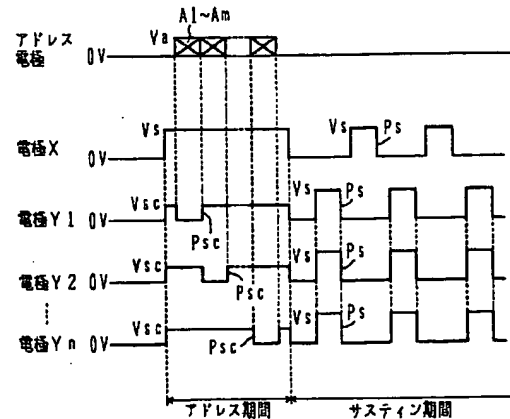 A1~Am
アドレス電極 0V Va
電極X 0V Vs Vs Ps
電極Y1 0V Vsc Psc Vs Ps
電極Y2 0V Vsc Psc Vs Ps
電極Yn 0V Vsc Psc Vs Ps
アドレス期間 サスティン期間